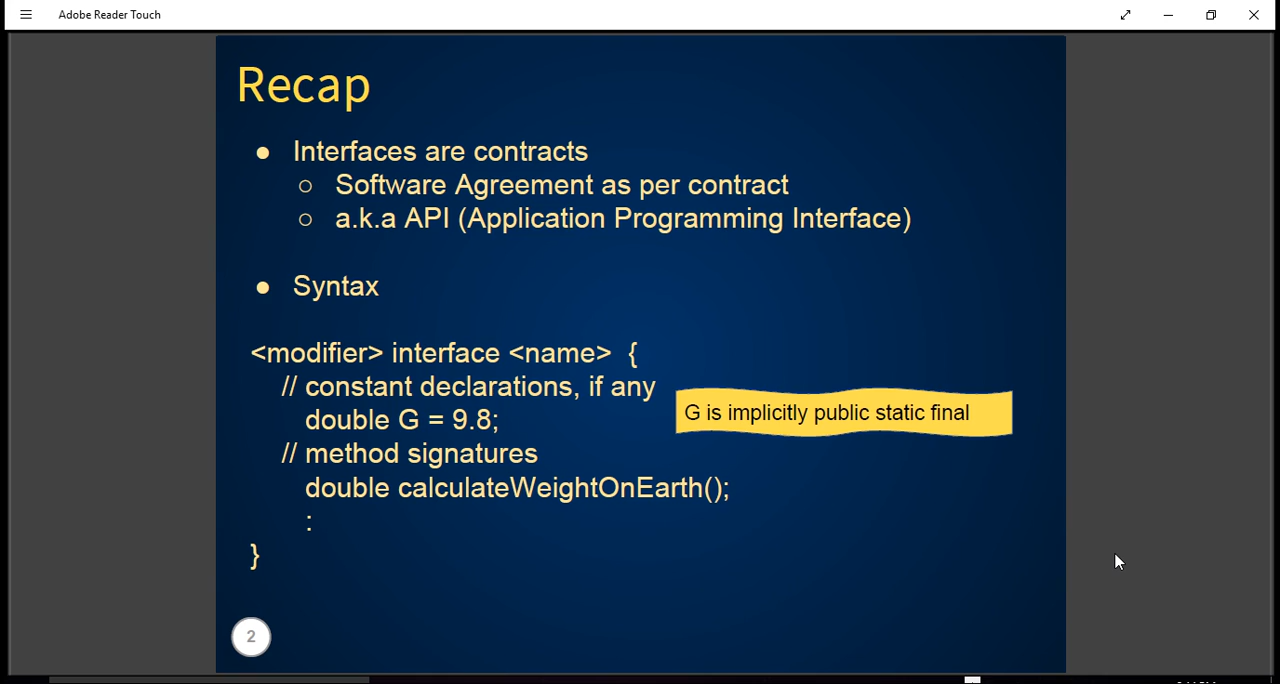 Adobe Reader Touch
Recap
● Interfaces are contracts
○ Software Agreement as per contract
○ a.k.a API (Application Programming Interface)
● Syntax
<modifier> interface <name> {
// constant declarations, if any
double G = 9.8;
G is implicitly public static final
// method signatures
double calculateWeightOnEarth();
:
}
2